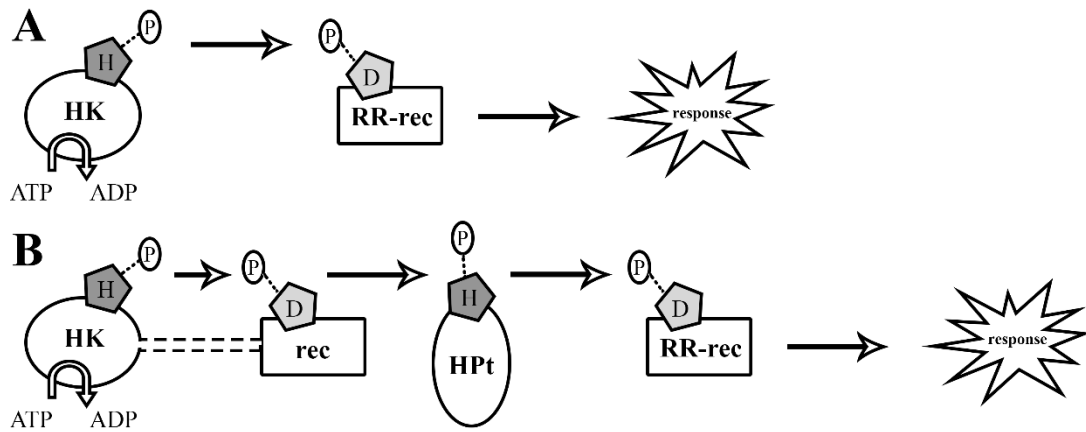 A
P
P
H
D
HK
RR-rec
response
ATP ADP
B
P
P
P
P
H
D
H
D
HK
rec
HPt
RR-rec
response
ATP ADP